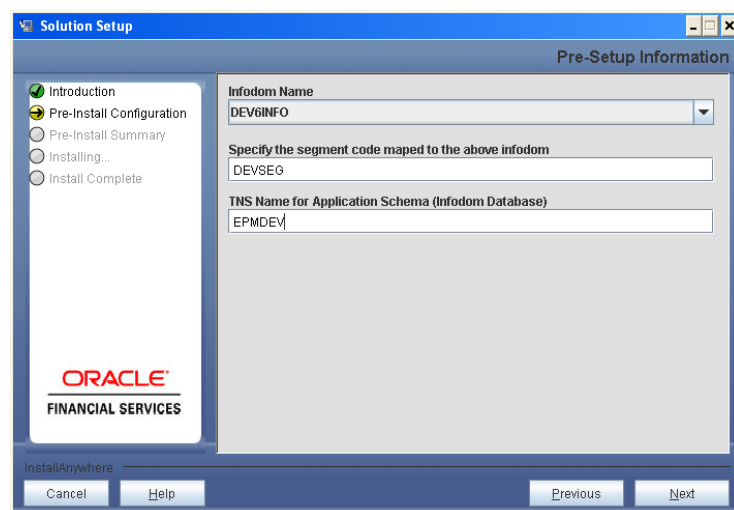 Solution Setup
Pre-Setup Information
Introduction
Pre-Install Configuration
Pre-Install Summary
Installing...
Install Complete
ORACLE
FINANCIAL SERVICES
Infodom Name
DEV6INFO
Specify the segment code maped to the above infodom
DEVSEG
TNS Name for Application Schema (Infodom Database)
EPMDEV
InstallAnywhere
Cancel
Help
Previous
Next